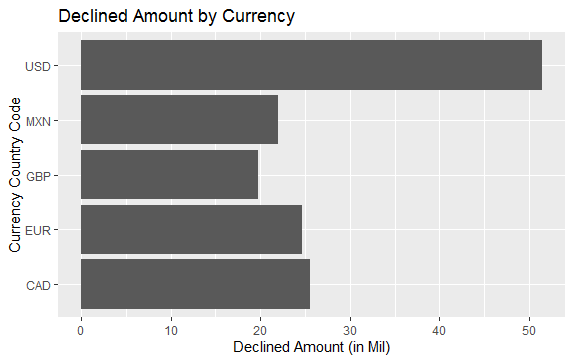 Declined Amount by Currency
Currency Country Code
USD
MXN
GBP
EUR
CAD
0 10 20 30 40 50
Declined Amount (in Mil)